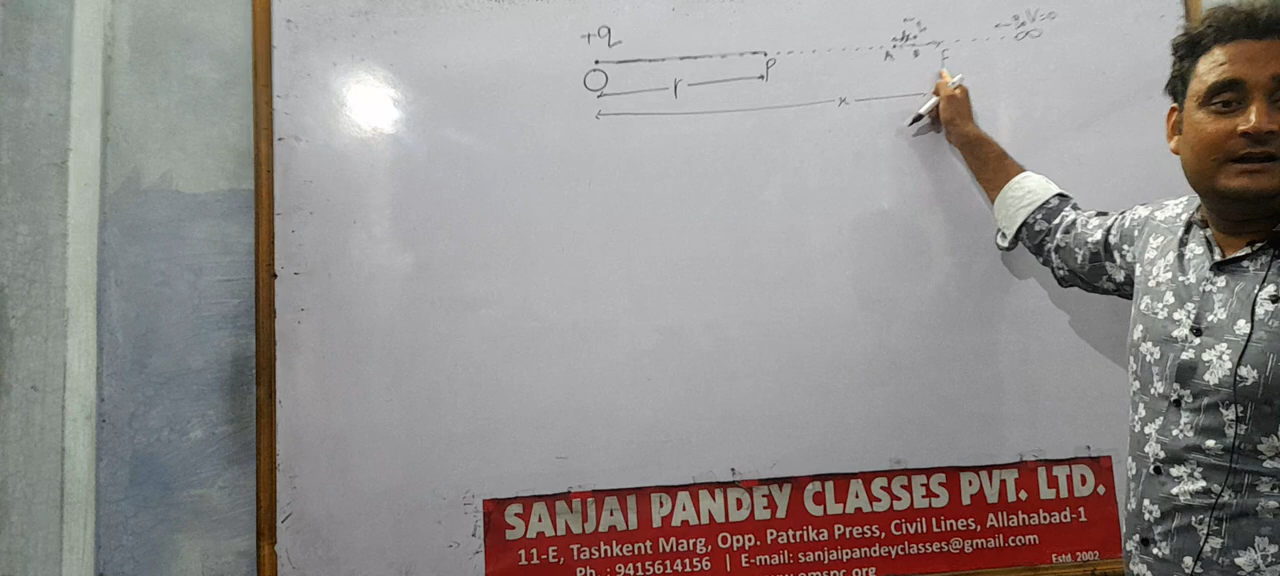 +q
V=0
∞
A
B
O
r
P
x
SANJAI PANDEY CLASSES PVT. LTD.
11-E, Tashkent Marg, Opp. Patrika Press, Civil Lines, Allahabad-1
Ph. : 9415614156 | E-mail: sanjaipandeyclasses@gmail.com
Estd. 2002